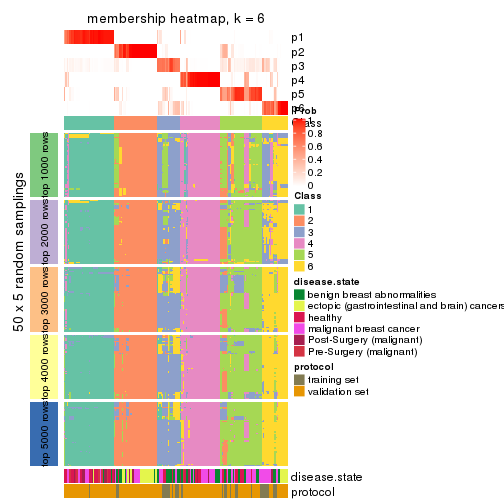 membership heatmap, k = 6
p1
p2
p3
p4
p5
p6
Prob
Class
0.8
0.6
0.4
0.2
0
Class
1
2
3
4
5
6
disease.state
benign breast abnormalities
ectopic (gastrointestinal and brain) cancers
healthy
malignant breast cancer
Post-Surgery (malignant)
Pre-Surgery (malignant)
protocol
training set
validation set
50 x 5 random samplings
top 1000 rows
top 2000 rows
top 3000 rows
top 4000 rows
top 5000 rows
disease.state
protocol